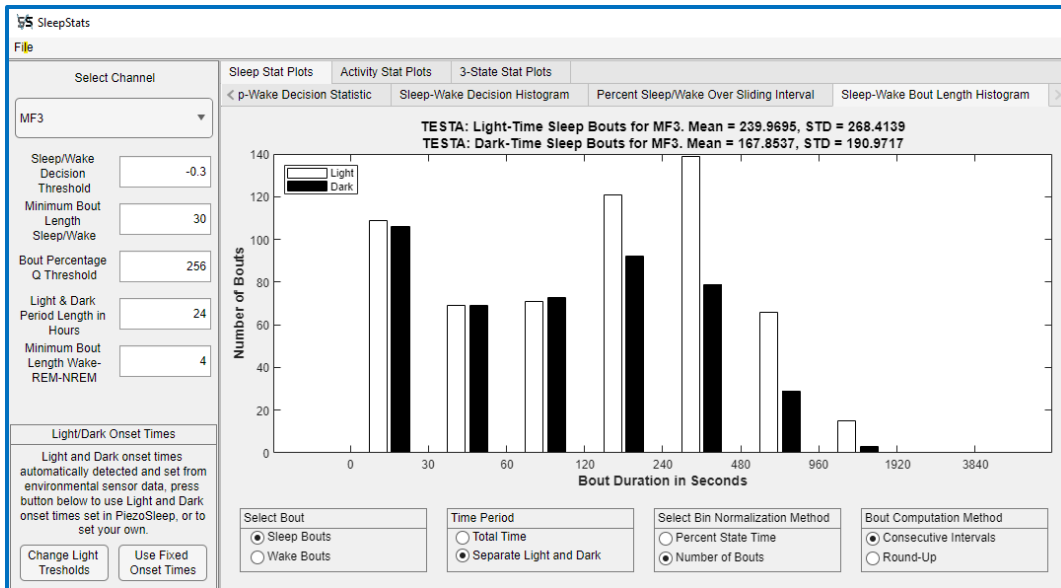 SleepStats
File
Select Channel
MF3
Sleep/Wake
Decision
Threshold
-0.3
Minimum Bout
Length
Sleep/Wake
30
Bout Percentage
Q Threshold
256
Light & Dark
Period Length in
Hours
24
Minimum Bout
Length Wake-
REM-NREM
4
Light/Dark Onset Times
Light and Dark onset times
automatically detected and set from
environmental sensor data, press
button below to use Light and Dark
onset times set in PiezoSleep, or to
set your own.
Change Light
Tresholds
Use Fixed
Onset Times
Sleep Stat Plots
Activity Stat Plots
3-State Stat Plots
p-Wake Decision Statistic
Sleep-Wake Decision Histogram
Percent Sleep/Wake Over Sliding Interval
Sleep-Wake Bout Length Histogram
TESTA: Light-Time Sleep Bouts for MF3. Mean = 239.9695, STD = 268.4139
TESTA: Dark-Time Sleep Bouts for MF3. Mean = 167.8537, STD = 190.9717
Light
Dark
Number of Bouts
140
120
100
80
60
40
20
0
0 30 60 120 240 480 960 1920 3840
Bout Duration in Seconds
Select Bout
Sleep Bouts
Wake Bouts
Time Period
Total Time
Separate Light and Dark
Select Bin Normalization Method
Percent State Time
Number of Bouts
Bout Computation Method
Consecutive Intervals
Round-Up